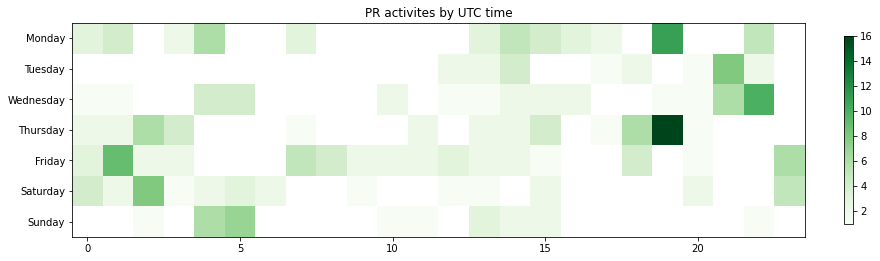 PR activites by UTC time
Monday
Tuesday
Wednesday
Thursday
Friday
Saturday
Sunday
0 5 10 15 20
16
14
12
10
8
6
4
2